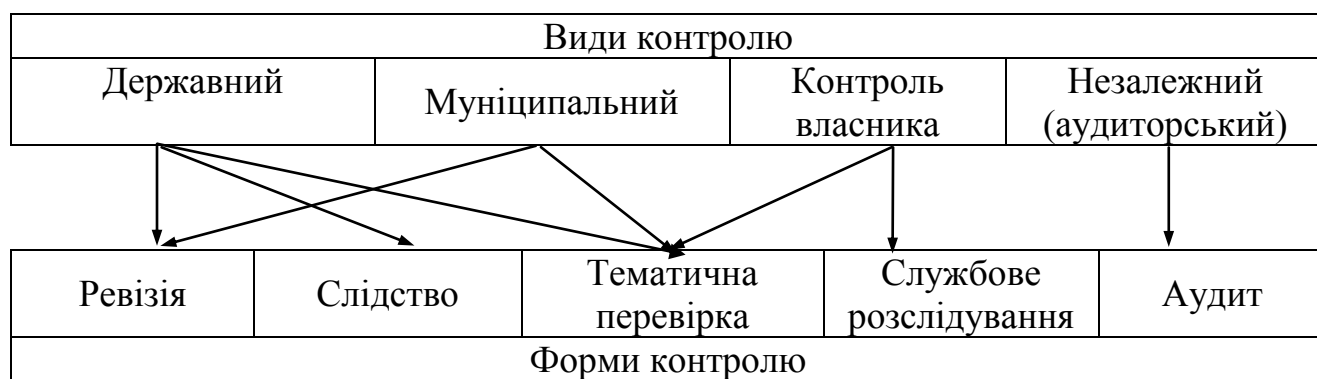 Види контролю
Державний
Муніципальний
Контроль
власника
Незалежний
(аудиторський)
Ревізія
Слідство
Тематична
перевірка
Службове
розслідування
Аудит
Форми контролю